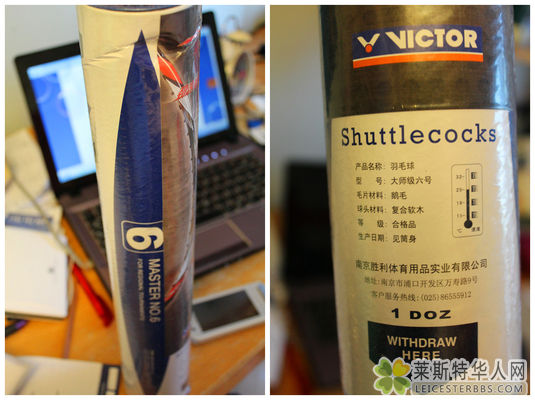 6
MASTER NO.6
FOR REGIONAL TOURNAMENTS
VICTOR
Shuttlecocks
产品名称: 羽毛球
型 号: 大师级六号
毛片材料: 鹅毛
球头材料: 复合软木
等 级: 合格品
生产日期: 见筒身
℃
南京胜利体育用品实业有限公司
地址: 南京市浦口开发区万寿路9号
客户服务热线: (025)86555912
1 DOZ
WITHDRAW
HERE
莱斯特华人网
LEICESTERBBS.COM